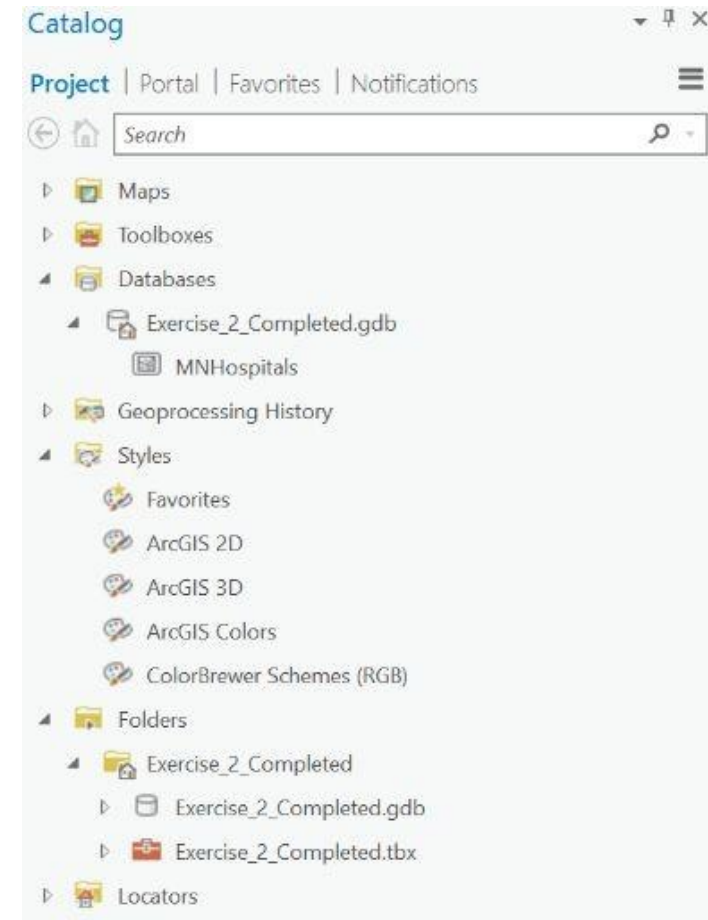 Catalog
Project | Portal | Favorites | Notifications
Search
Maps
Toolboxes
Databases
Exercise_2_Completed.gdb
MNHospitals
Geoprocessing History
Styles
Favorites
ArcGIS 2D
ArcGIS 3D
ArcGIS Colors
ColorBrewer Schemes (RGB)
Folders
Exercise_2_Completed
Exercise_2_Completed.gdb
Exercise_2_Completed.tbx
Locators